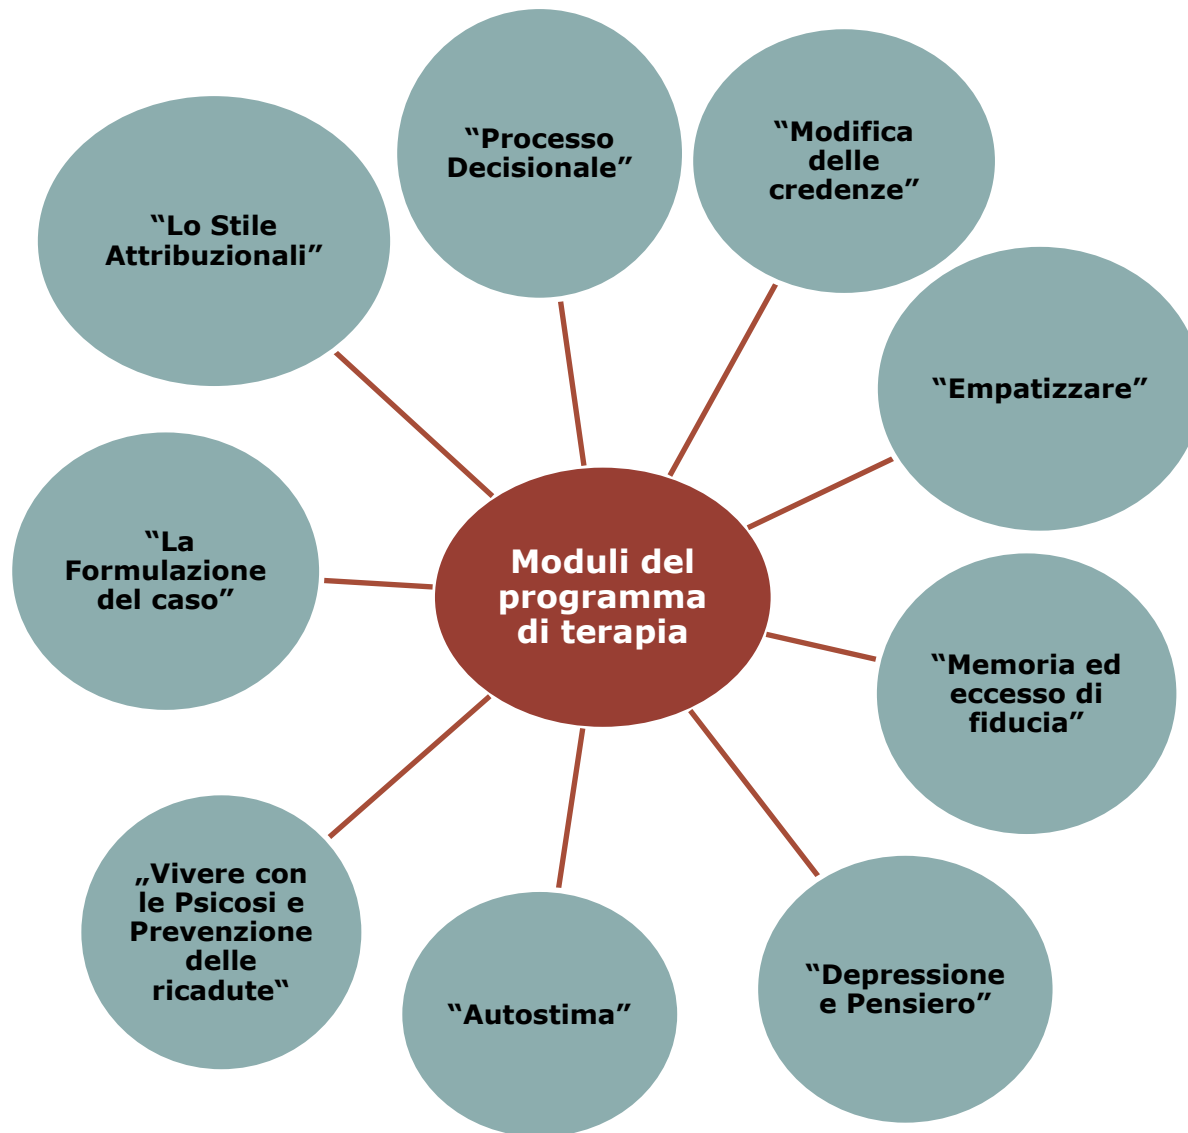 “Processo
Decisionale”
“Modifica
delle
credenze”
“Lo Stile
Attribuzionali”
“Empatizzare”
“La
Formulazione
del caso”
Moduli del
programma
di terapia
“Memoria ed
eccesso di
fiducia”
„Vivere con
le Psicosi e
Prevenzione
delle
ricadute“
“Autostima”
“Depressione
e Pensiero”